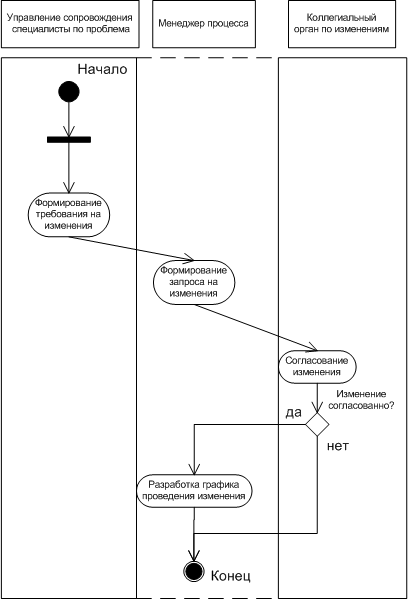 Управление сопровождения
специалисты по проблема
Менеджер процесса
Коллегиальный
орган по изменениям
Начало
Формирование
требования на
изменения
Формирование
запроса на
изменения
Согласование
изменения
Изменение
согласованно?
да
нет
Разработка графика
проведения изменения
Конец